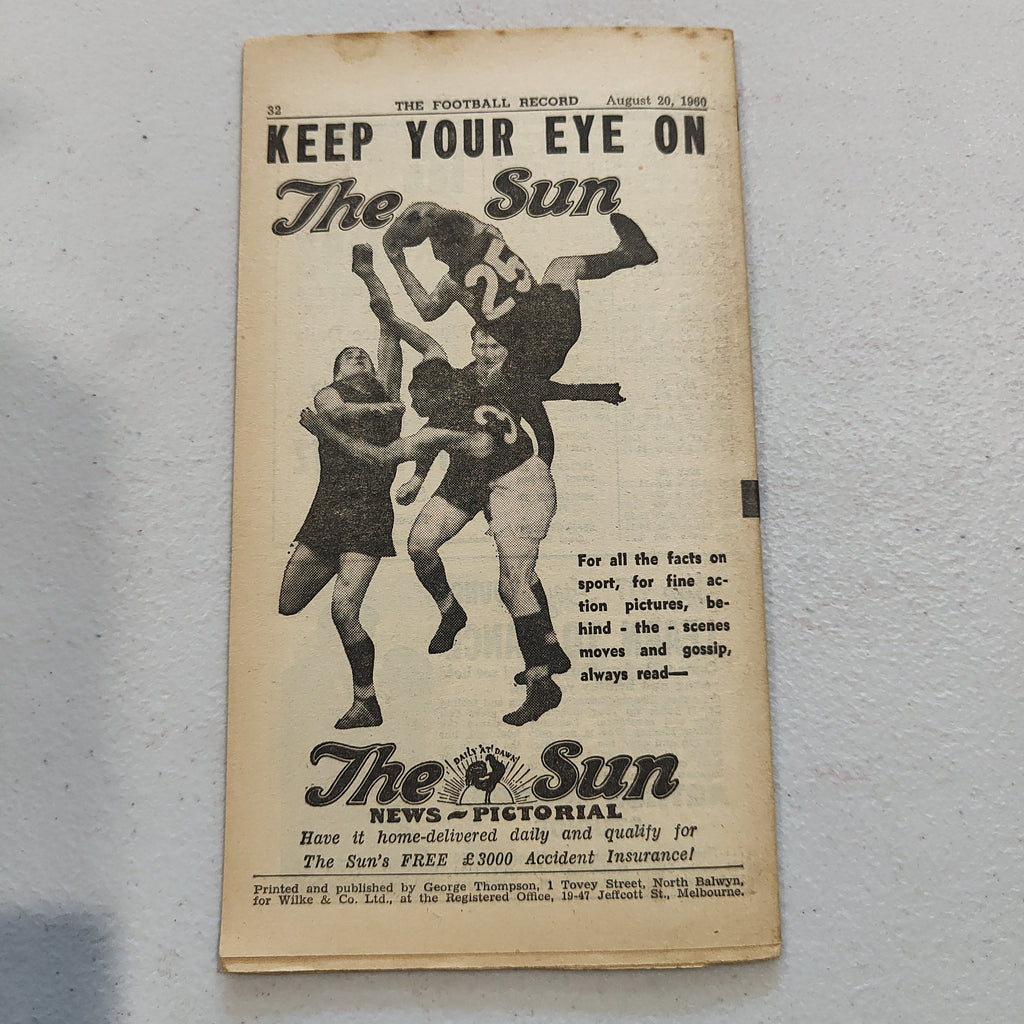 32 THE FOOTBALL RECORD August 20, 1960
KEEP YOUR EYE ON
The Sun
25
3
For all the facts on
sport, for fine ac-
tion pictures, be-
hind - the - scenes
moves and gossip,
always read—
DAILY AT DAWN
The Sun
NEWS-PICTORIAL
Have it home-delivered daily and qualify for
The Sun's FREE £3000 Accident Insurance!
Printed and published by George Thompson, 1 Tovey Street, North Balwyn,
for Wilke & Co. Ltd., at the Registered Office, 19-47 Jeffcott St., Melbourne.